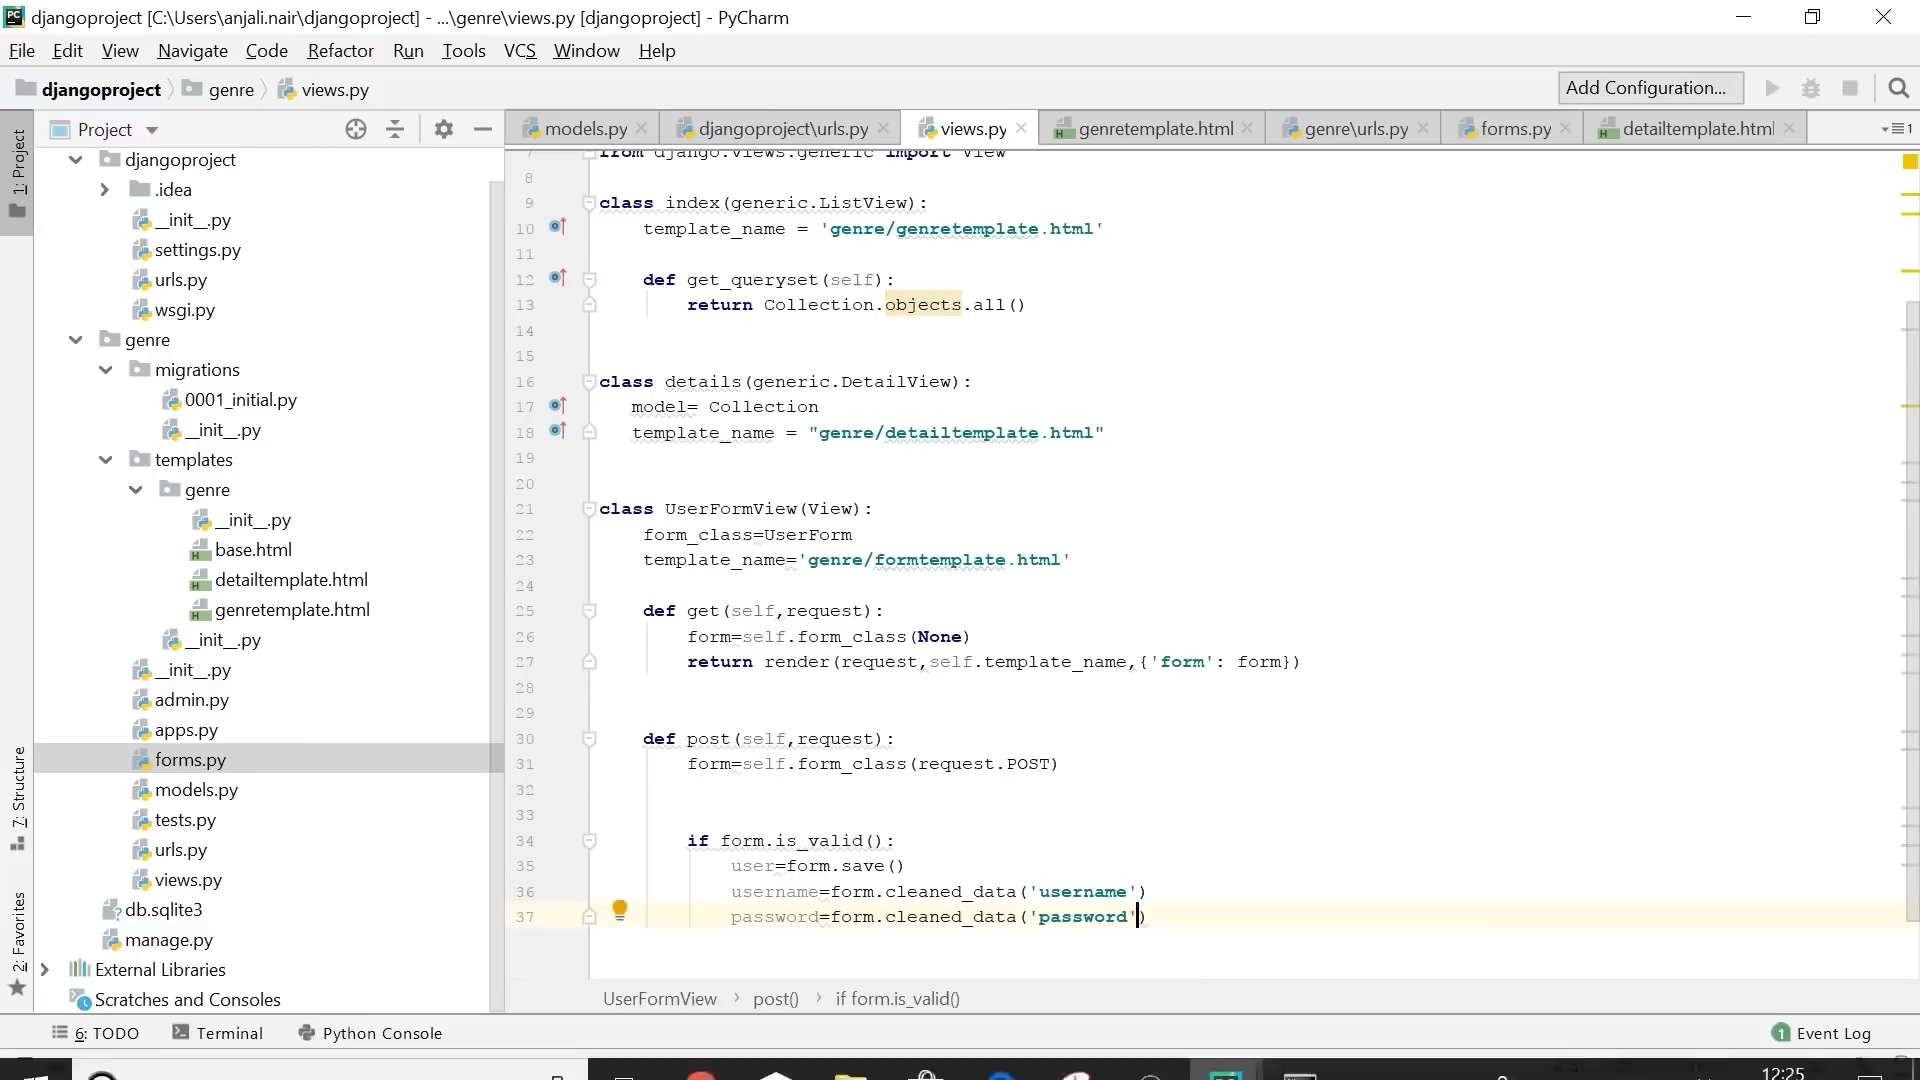 djangoproject [C:\Users\anjali.nair\djangoproject] - ...\genre\views.py [djangoproject] - PyCharm
File Edit View Navigate Code Refactor Run Tools VCS Window Help
djangoproject genre views.py Add Configuration...
1: Project
Project
models.py djangoproject\urls.py views.py genretemplate.html genre\urls.py forms.py detailtemplate.html 1
djangoproject
.idea
__init__.py
settings.py
urls.py
wsgi.py
genre
migrations
0001_initial.py
__init__.py
templates
genre
__init__.py
base.html
detailtemplate.html
genretemplate.html
__init__.py
__init__.py
admin.py
apps.py
forms.py
models.py
tests.py
urls.py
views.py
db.sqlite3
manage.py
External Libraries
Scratches and Consoles
7: Structure
2: Favorites
7 from django.views.generic import View
8
9 class index(generic.ListView):
10 template_name = 'genre/genretemplate.html'
11
12 def get_queryset(self):
13 return Collection.objects.all()
14
15
16 class details(generic.DetailView):
17 model= Collection
18 template_name = "genre/detailtemplate.html"
19
20
21 class UserFormView(View):
22 form_class=UserForm
23 template_name='genre/formtemplate.html'
24
25 def get(self,request):
26 form=self.form_class(None)
27 return render(request,self.template_name,{'form': form})
28
29
30 def post(self,request):
31 form=self.form_class(request.POST)
32
33
34 if form.is_valid():
35 user=form.save()
36 username=form.cleaned_data('username')
37 password=form.cleaned_data('password')
UserFormView post() if form.is_valid()
6: TODO Terminal Python Console 1 Event Log
12:25